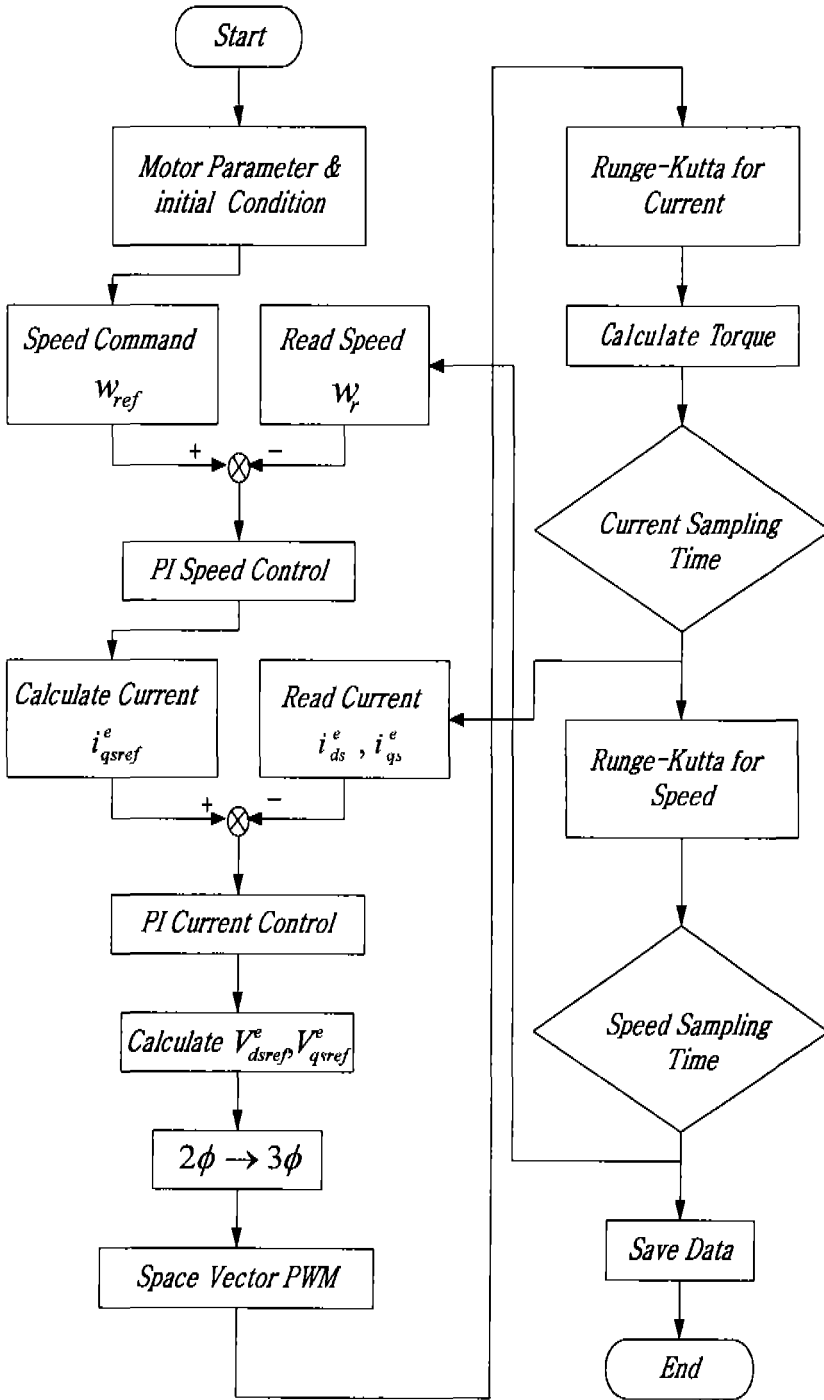 Start
Motor Parameter &
initial Condition
Speed Command
w_ref
Read Speed
w_r
+
−
PI Speed Control
Calculate Current
i^e_qsref
Read Current
i^e_ds , i^e_qs
+
−
PI Current Control
Calculate V^e_dsref, V^e_qsref
2ϕ → 3ϕ
Space Vector PWM
Runge-Kutta for
Current
Calculate Torque
Current Sampling
Time
Runge-Kutta for
Speed
Speed Sampling
Time
Save Data
End